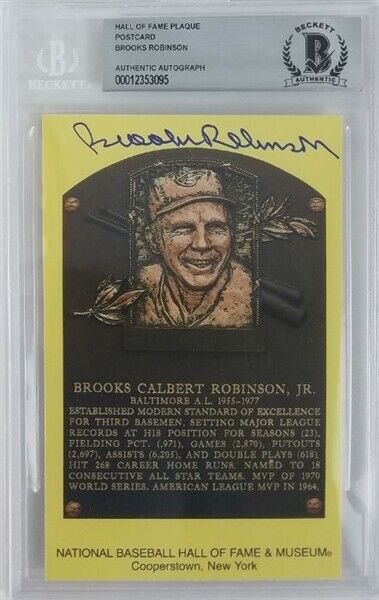 HALL OF FAME PLAQUE
POSTCARD
BROOKS ROBINSON
AUTHENTIC AUTOGRAPH
00012353095
B
BECKETT
BECKETT
B
AUTHENTIC
Brooks Robinson
BROOKS CALBERT ROBINSON, JR.
BALTIMORE A.L. 1955-1977
ESTABLISHED MODERN STANDARD OF EXCELLENCE
FOR THIRD BASEMEN, SETTING MAJOR LEAGUE
RECORDS AT HIS POSITION FOR SEASONS (23),
FIELDING PCT. (.971), GAMES (2,870), PUTOUTS
(2,697), ASSISTS (6,205), AND DOUBLE PLAYS (618).
HIT 268 CAREER HOME RUNS. NAMED TO 18
CONSECUTIVE ALL STAR TEAMS. MVP OF 1970
WORLD SERIES. AMERICAN LEAGUE MVP IN 1964.
NATIONAL BASEBALL HALL OF FAME & MUSEUM®
Cooperstown, New York